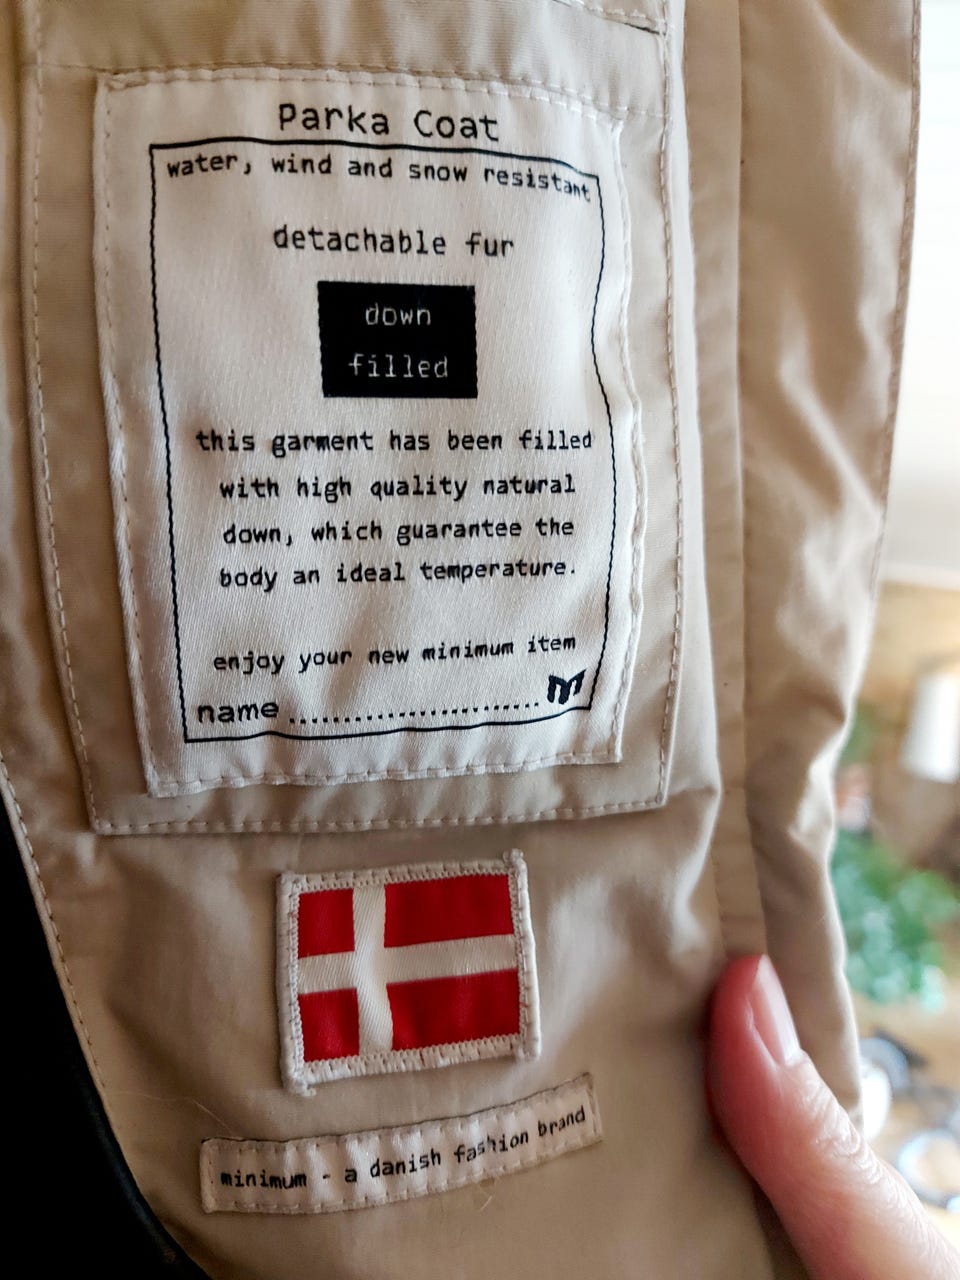 Parka Coat
water, wind and snow resistant
detachable fur
down
filled
this garment has been filled
with high quality natural
down, which guarantee the
body an ideal temperature.
enjoy your new minimum item
name ........................
minimum - a danish fashion brand